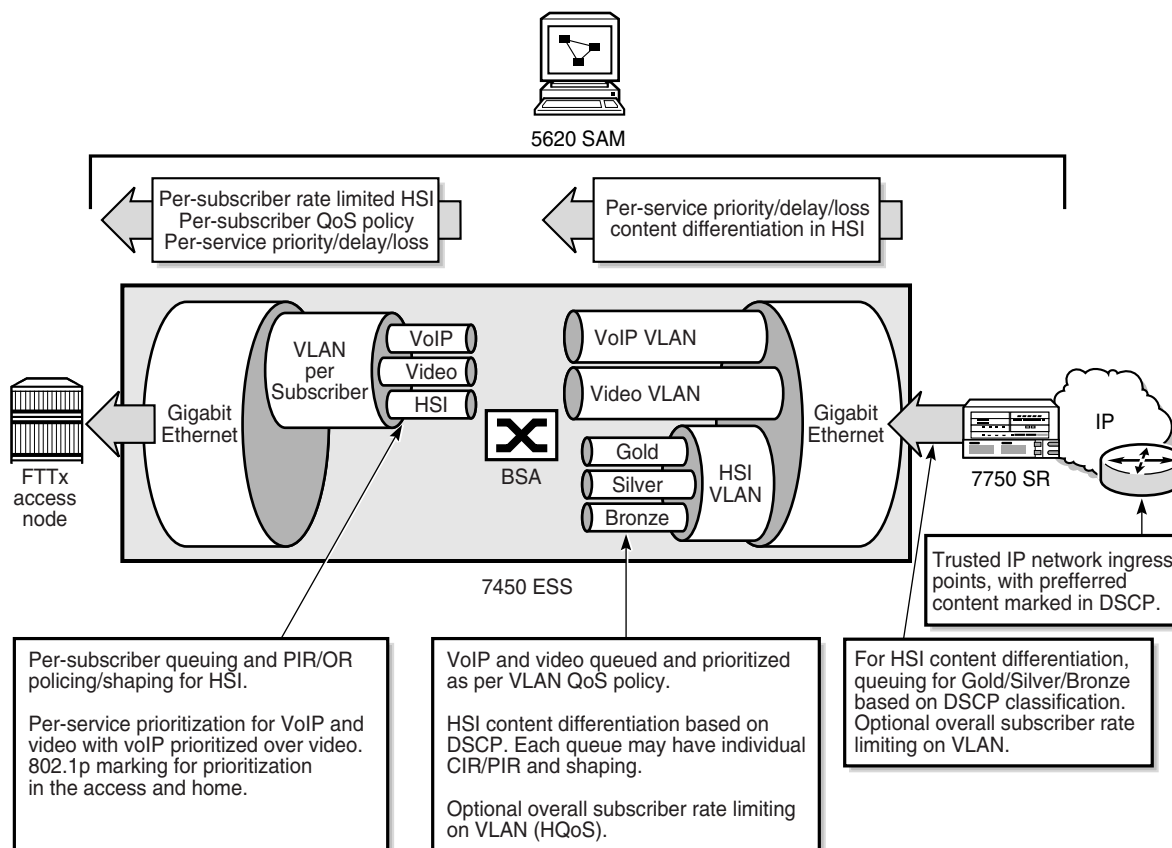 5620 SAM
Per-subscriber rate limited HSI
Per-subscriber QoS policy
Per-service priority/delay/loss
Per-service priority/delay/loss
content differentiation in HSI
FTTx
access
node
Gigabit
Ethernet
VLAN
per
Subscriber
VoIP
Video
HSI
BSA
VoIP VLAN
Video VLAN
Gold
Silver
Bronze
HSI
VLAN
Gigabit
Ethernet
7750 SR
IP
7450 ESS
Trusted IP network ingress
points, with prefferred
content marked in DSCP.
Per-subscriber queuing and PIR/OR
policing/shaping for HSI.
Per-service prioritization for VoIP and
video with voIP prioritized over video.
802.1p marking for prioritization
in the access and home.
VoIP and video queued and prioritized
as per VLAN QoS policy.
HSI content differentiation based on
DSCP. Each queue may have individual
CIR/PIR and shaping.
Optional overall subscriber rate limiting
on VLAN (HQoS).
For HSI content differentiation,
queuing for Gold/Silver/Bronze
based on DSCP classification.
Optional overall subscriber rate
limiting on VLAN.